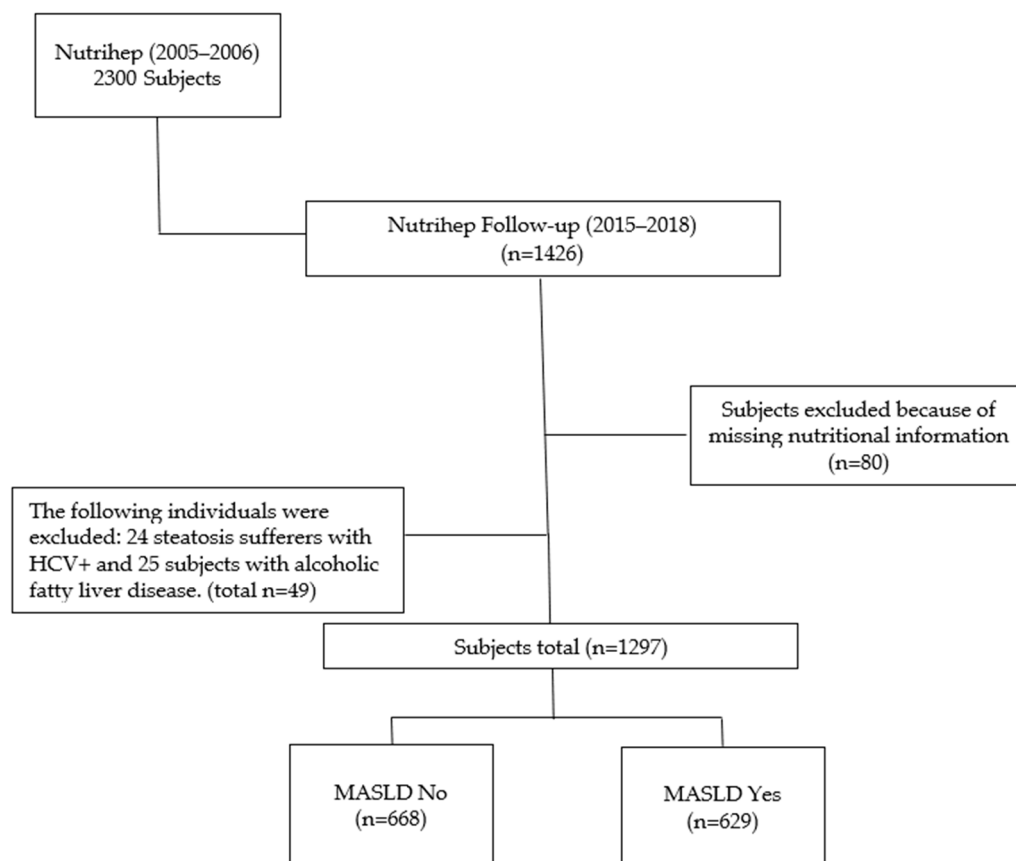 Nutrihep (2005–2006)
2300 Subjects
Nutrihep Follow-up (2015–2018)
(n=1426)
Subjects excluded because of
missing nutritional information
(n=80)
The following individuals were
excluded: 24 steatosis sufferers with
HCV+ and 25 subjects with alcoholic
fatty liver disease. (total n=49)
Subjects total (n=1297)
MASLD No
(n=668)
MASLD Yes
(n=629)